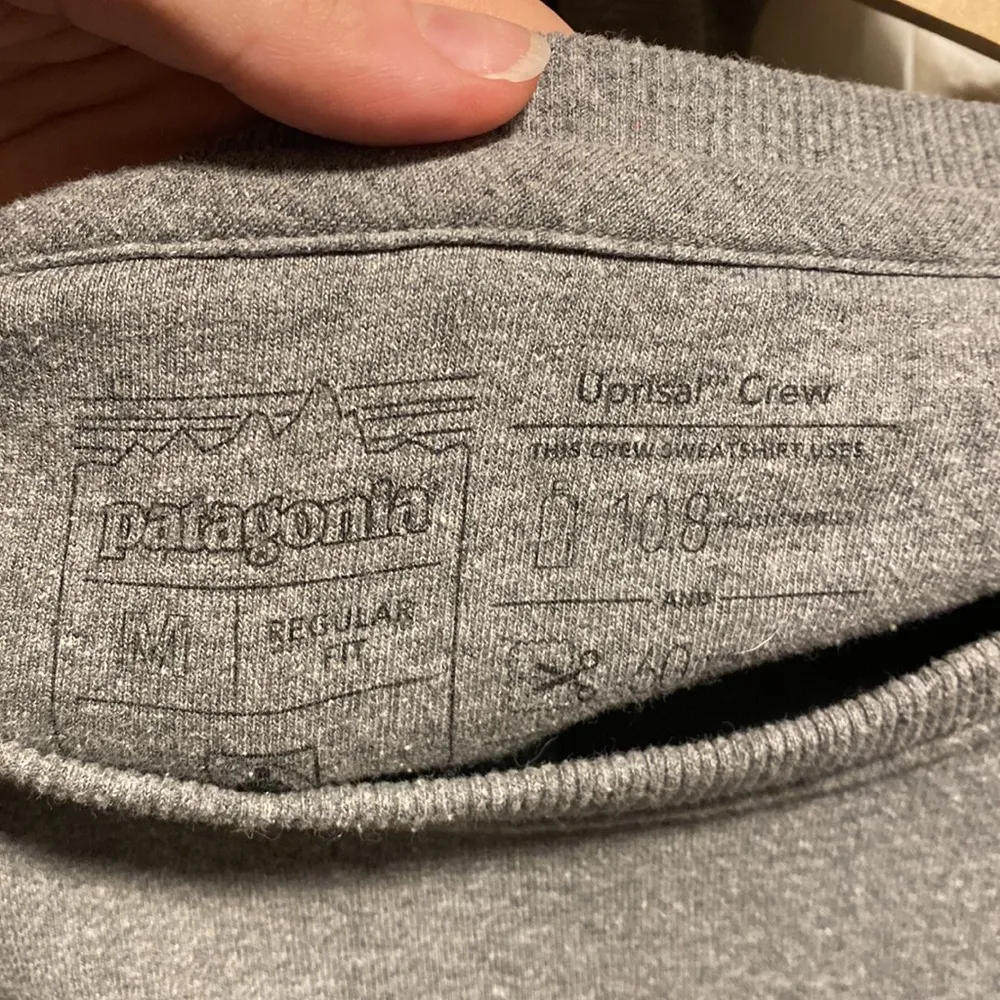 patagonia®
M
REGULAR
FIT
Uprisal™ Crew
THIS CREW SWEATSHIRT USES
10.8
AND